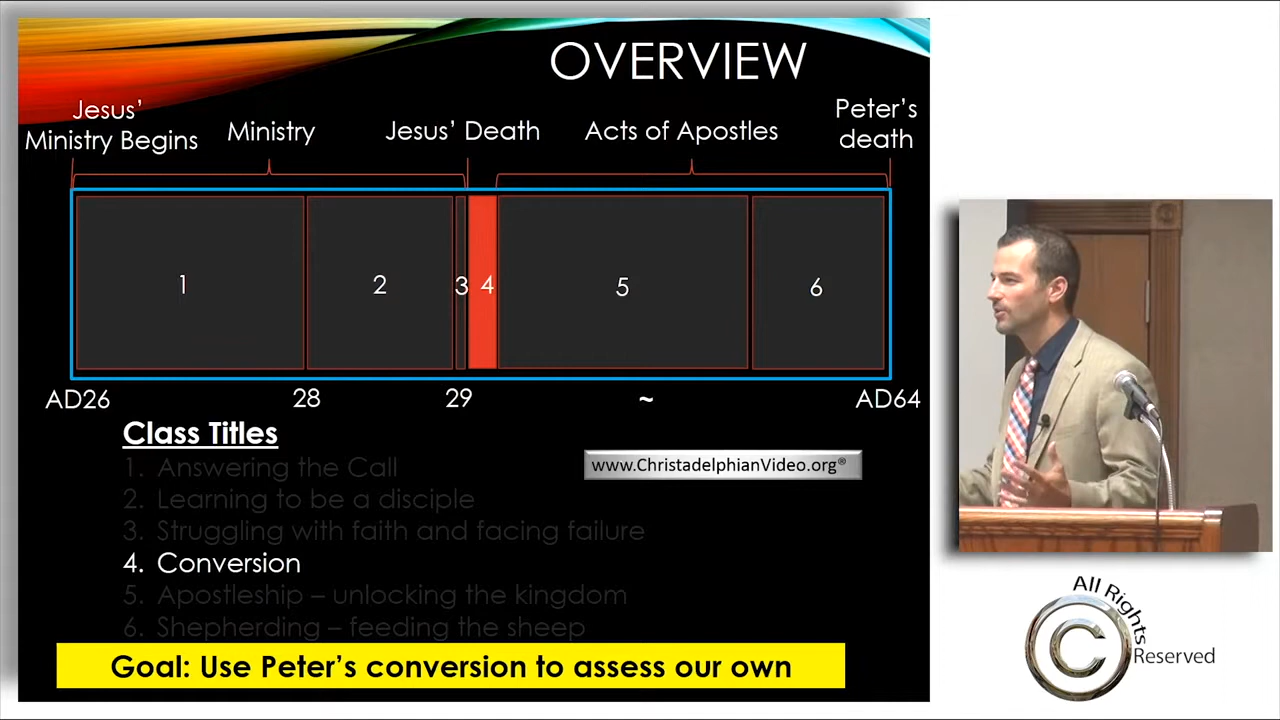 OVERVIEW
Jesus’
Ministry Begins
Ministry
Jesus’ Death
Acts of Apostles
Peter’s
death
1
2
3
4
5
6
AD26
28
29
~
AD64
Class Titles
1. Answering the Call
2. Learning to be a disciple
3. Struggling with faith and facing failure
4. Conversion
5. Apostleship – unlocking the kingdom
6. Shepherding – feeding the sheep
www.ChristadelphianVideo.org®
Goal: Use Peter’s conversion to assess our own
All Rights
C
Reserved